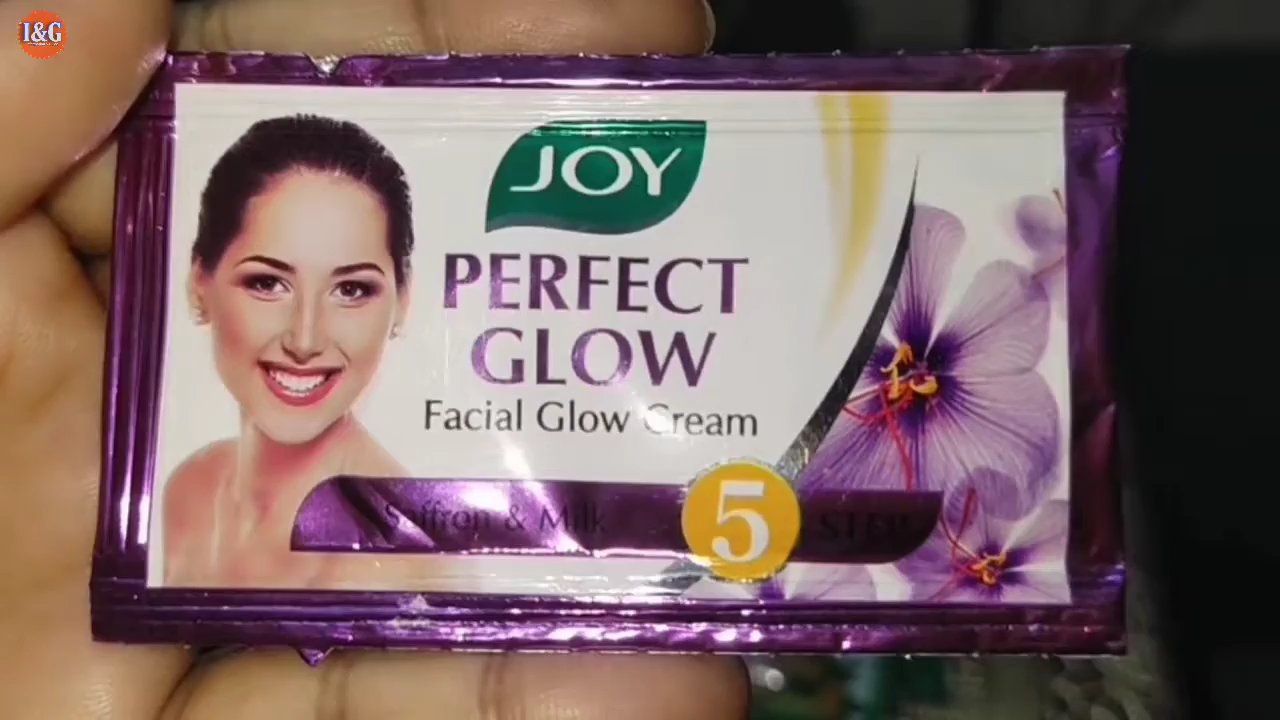 I&G
JOY
PERFECT
GLOW
Facial Glow Cream
Saffron & Milk
5 STEP